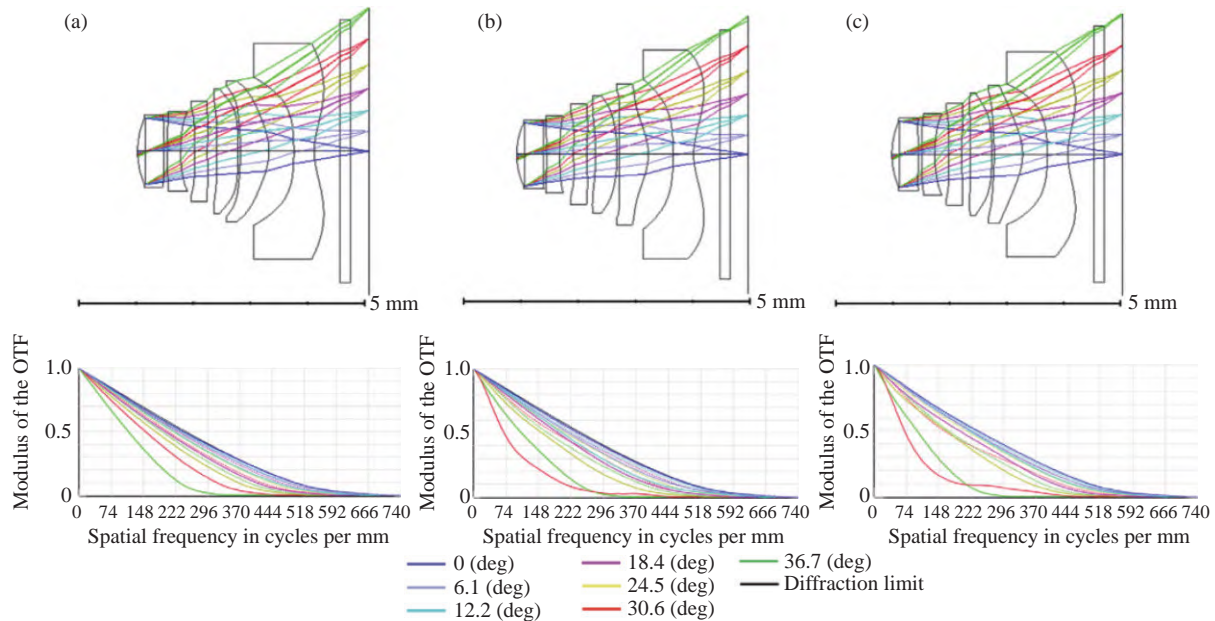 (a)
(b)
(c)
5 mm
5 mm
5 mm
Modulus of the OTF
1.0
0.5
0
0 74 148 222 296 370 444 518 592 666 740
Spatial frequency in cycles per mm
Modulus of the OTF
1.0
0.5
0
0 74 148 222 296 370 444 518 592 666 740
Spatial frequency in cycles per mm
Modulus of the OTF
1.0
0.5
0
0 74 148 222 296 370 444 518 592 666 740
Spatial frequency in cycles per mm
0 (deg)
6.1 (deg)
12.2 (deg)
18.4 (deg)
24.5 (deg)
30.6 (deg)
36.7 (deg)
Diffraction limit